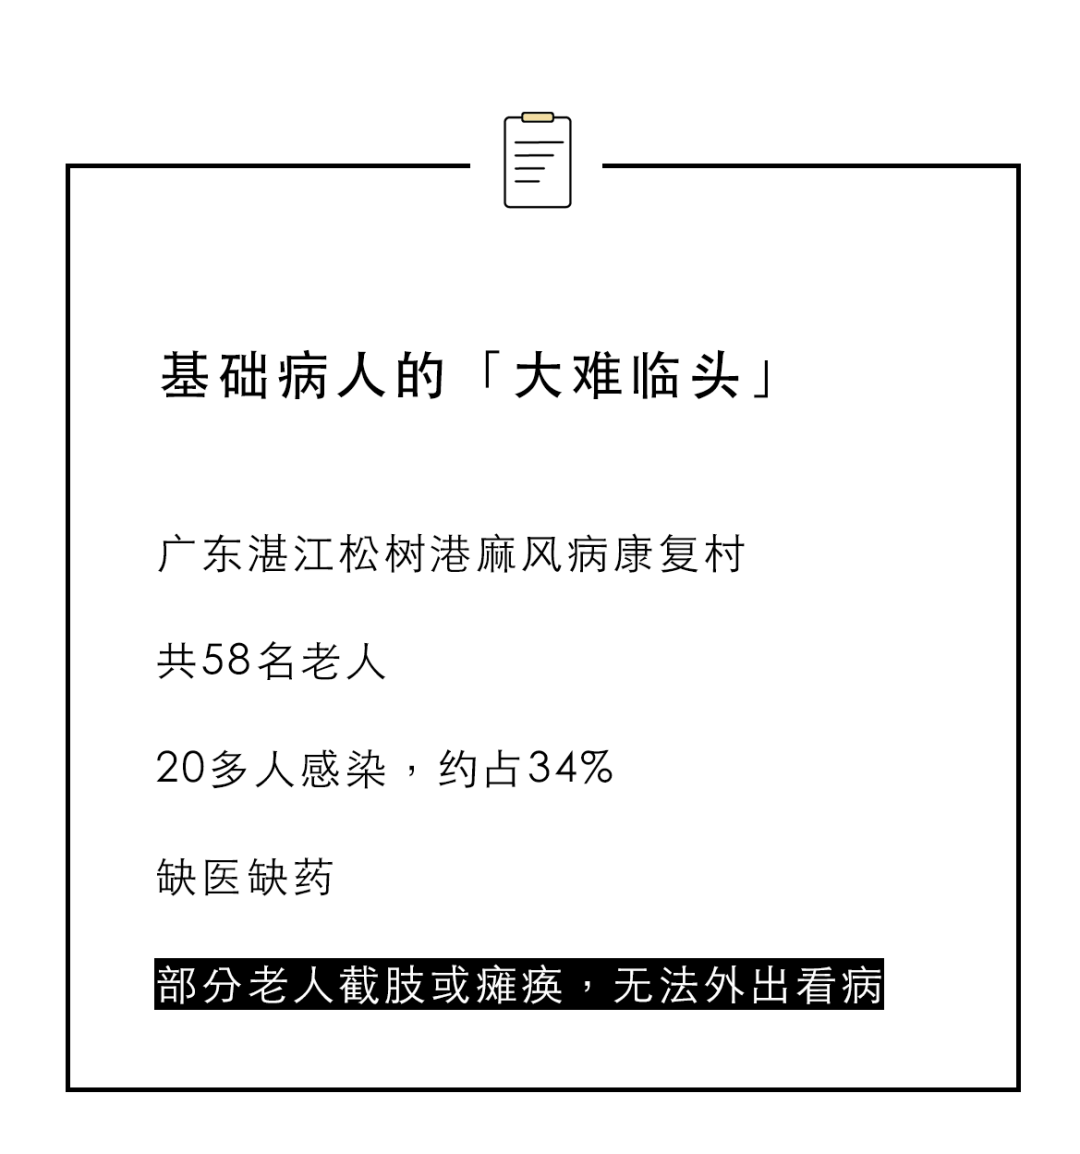 基础病人的「大难临头」
广东湛江松树港麻风病康复村
共58名老人
20多人感染，约占34%
缺医缺药
部分老人截肢或瘫痪，无法外出看病